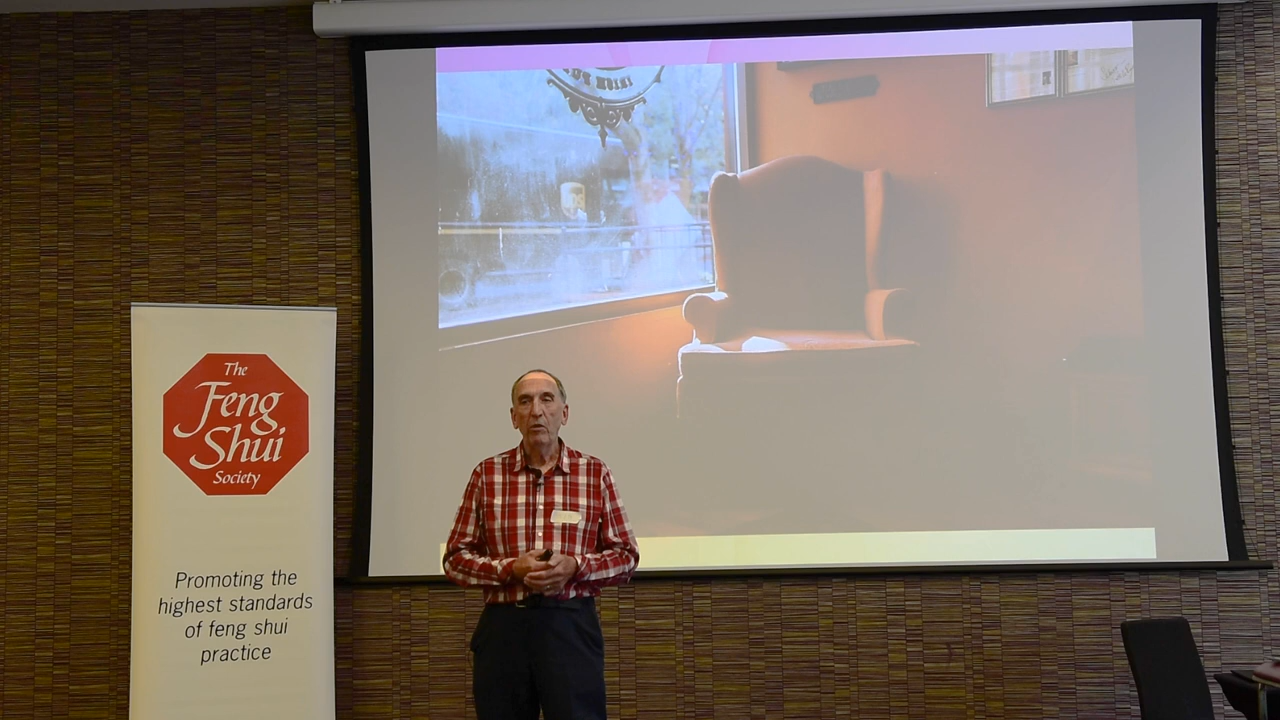 The
Feng
Shui
Society
Promoting the
highest standards
of feng shui
practice